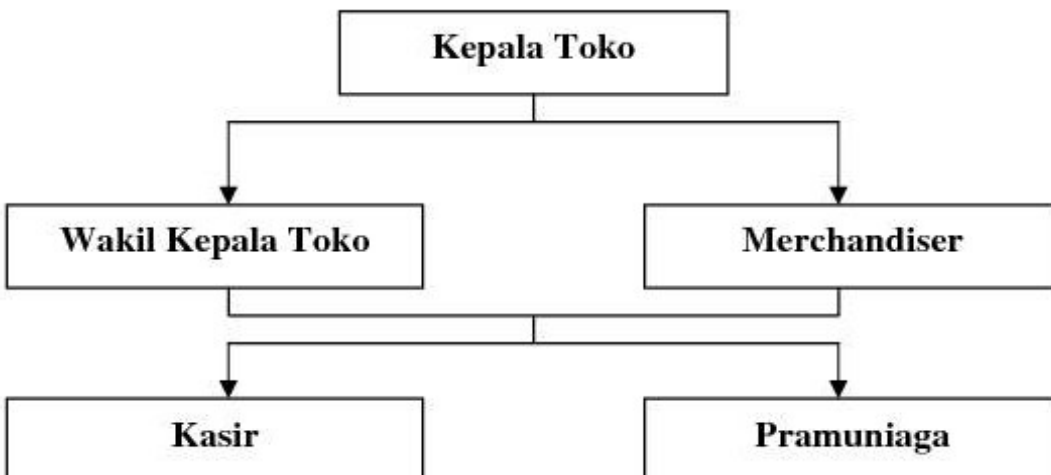 Kepala Toko
Wakil Kepala Toko
Merchandiser
Kasir
Pramuniaga